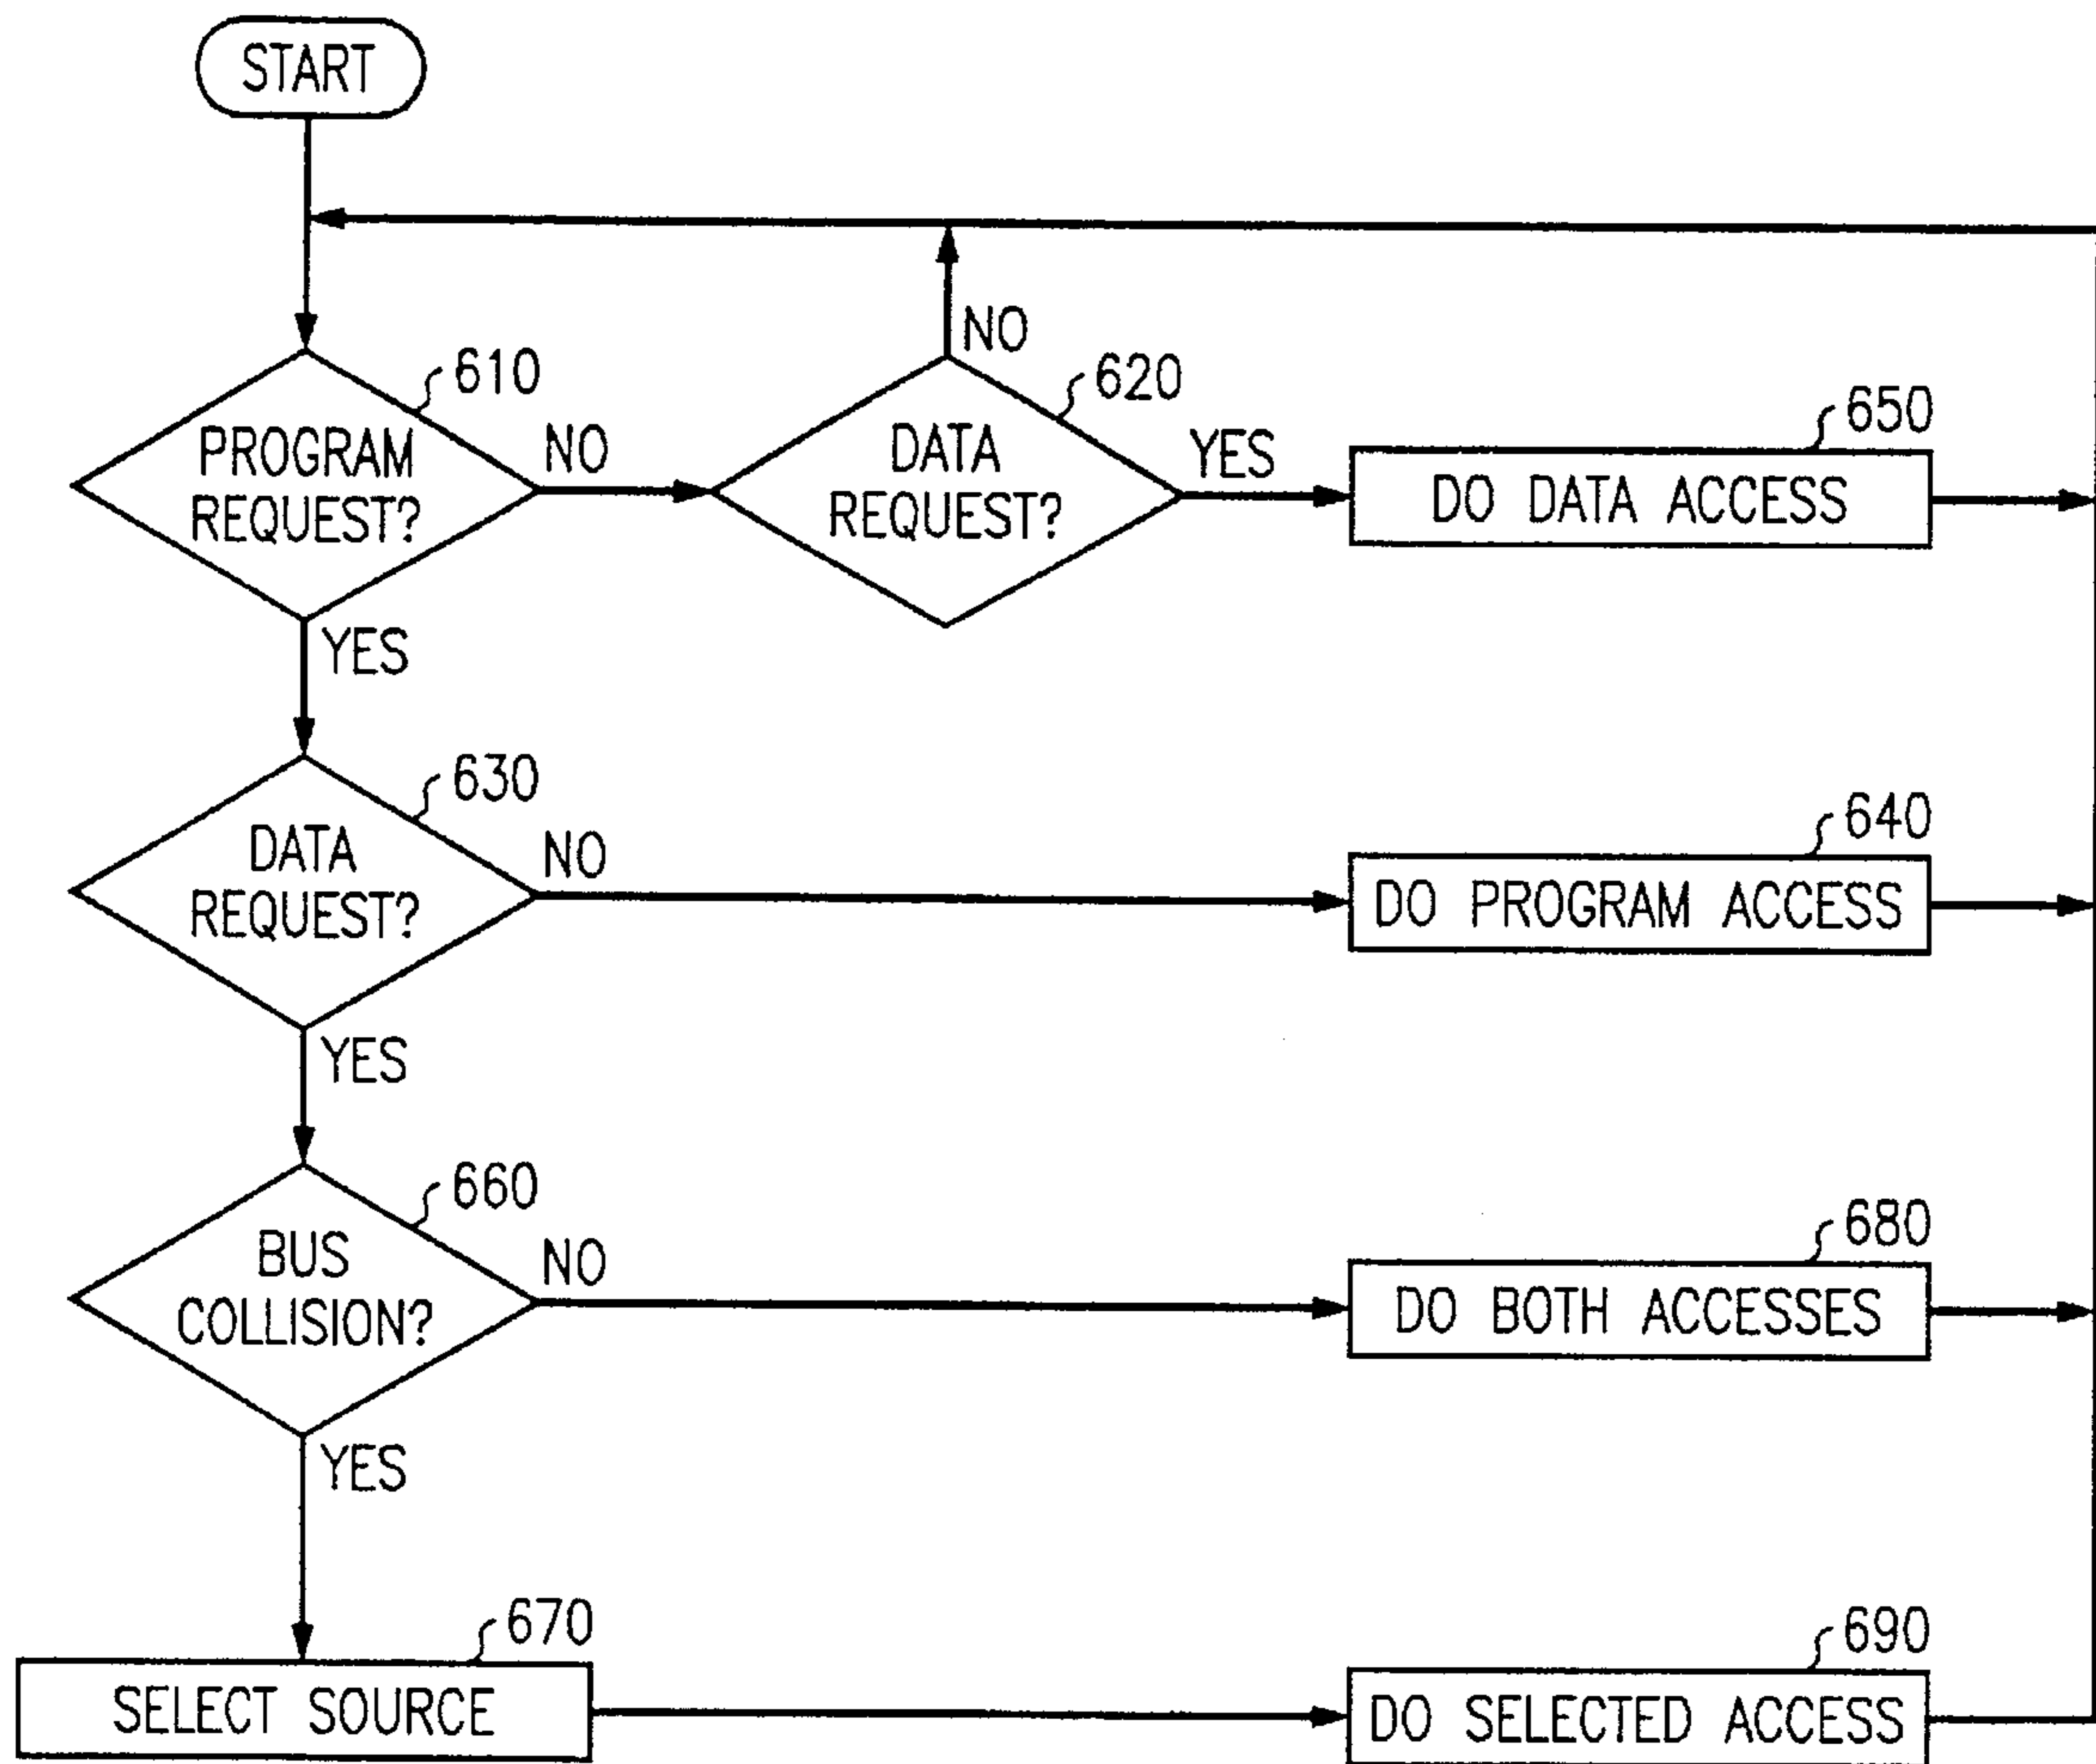 START
610
PROGRAM
REQUEST?
NO
YES
620
DATA
REQUEST?
NO
YES
650
DO DATA ACCESS
630
DATA
REQUEST?
NO
YES
640
DO PROGRAM ACCESS
660
BUS
COLLISION?
NO
YES
680
DO BOTH ACCESSES
670
SELECT SOURCE
690
DO SELECTED ACCESS